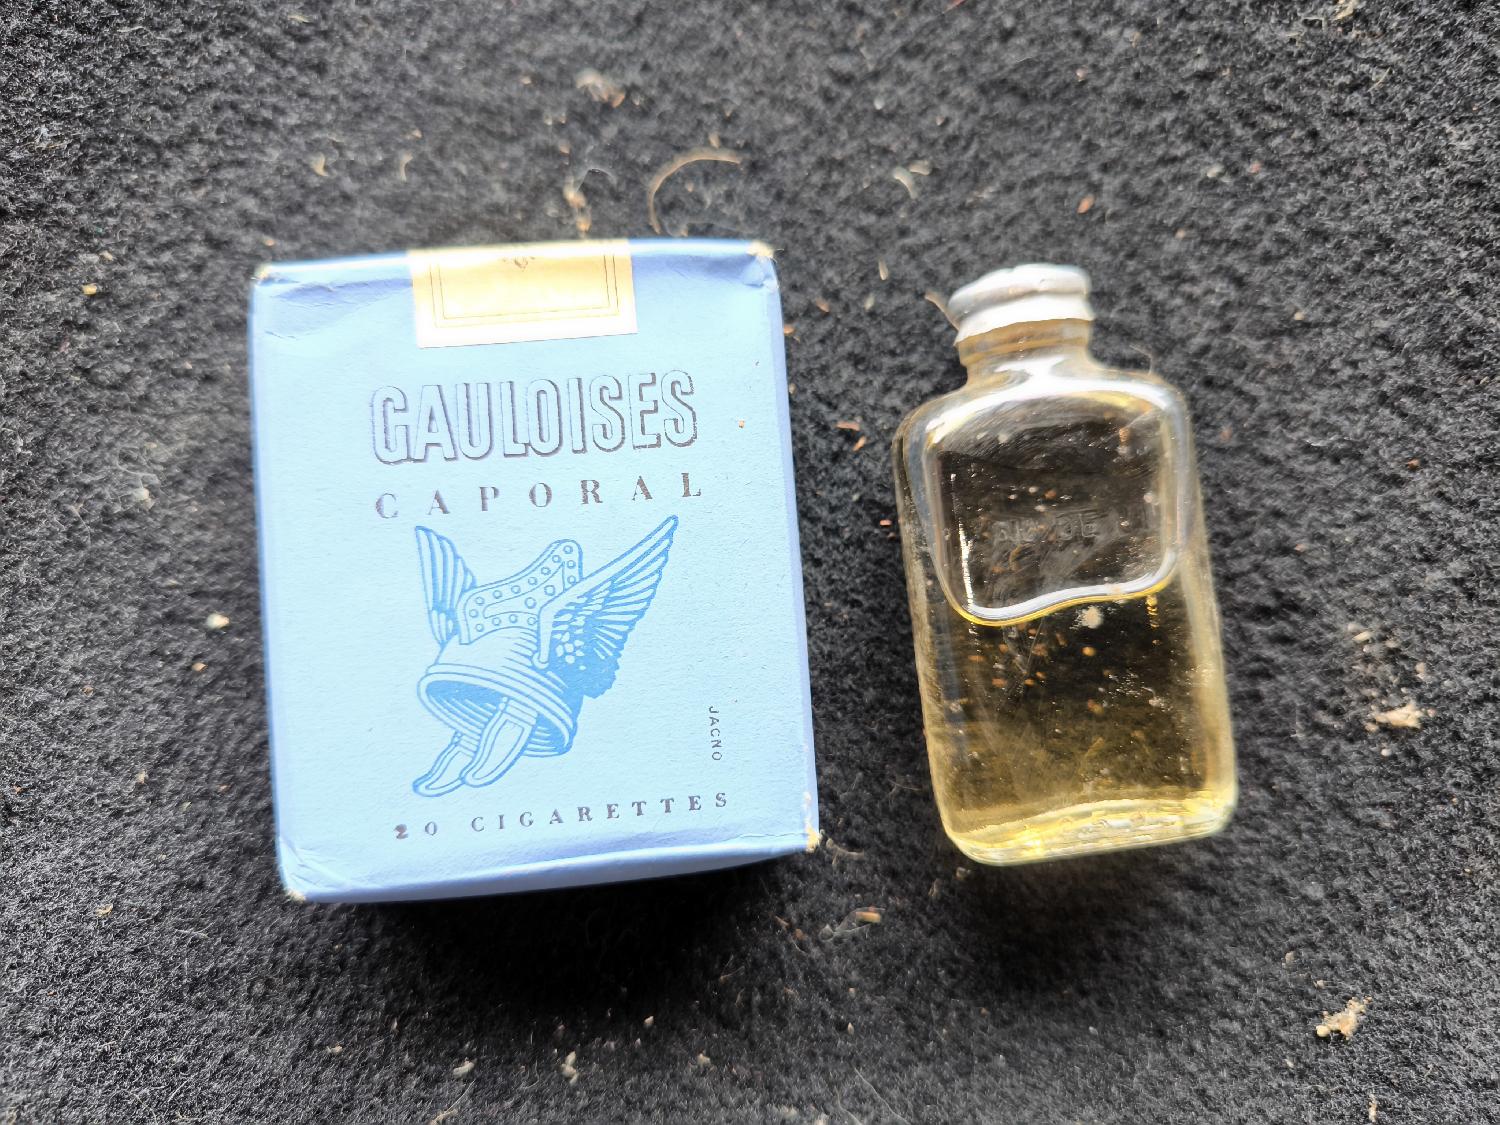 GAULOISES
CAPORAL
JACNO
20 CIGARETTES